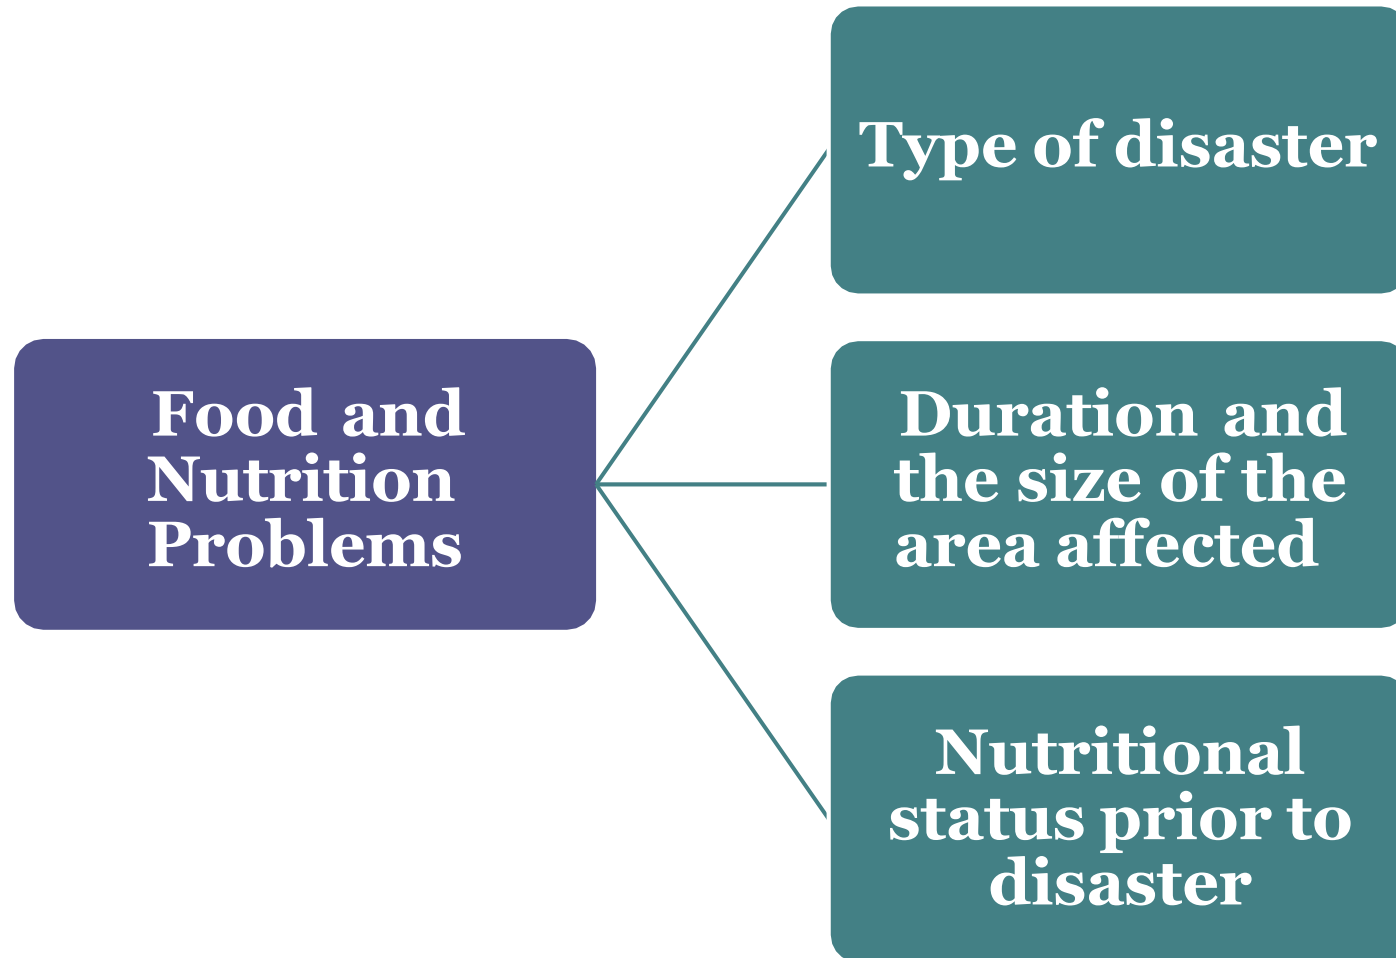 Food and
Nutrition
Problems
Type of disaster
Duration and
the size of the
area affected
Nutritional
status prior to
disaster